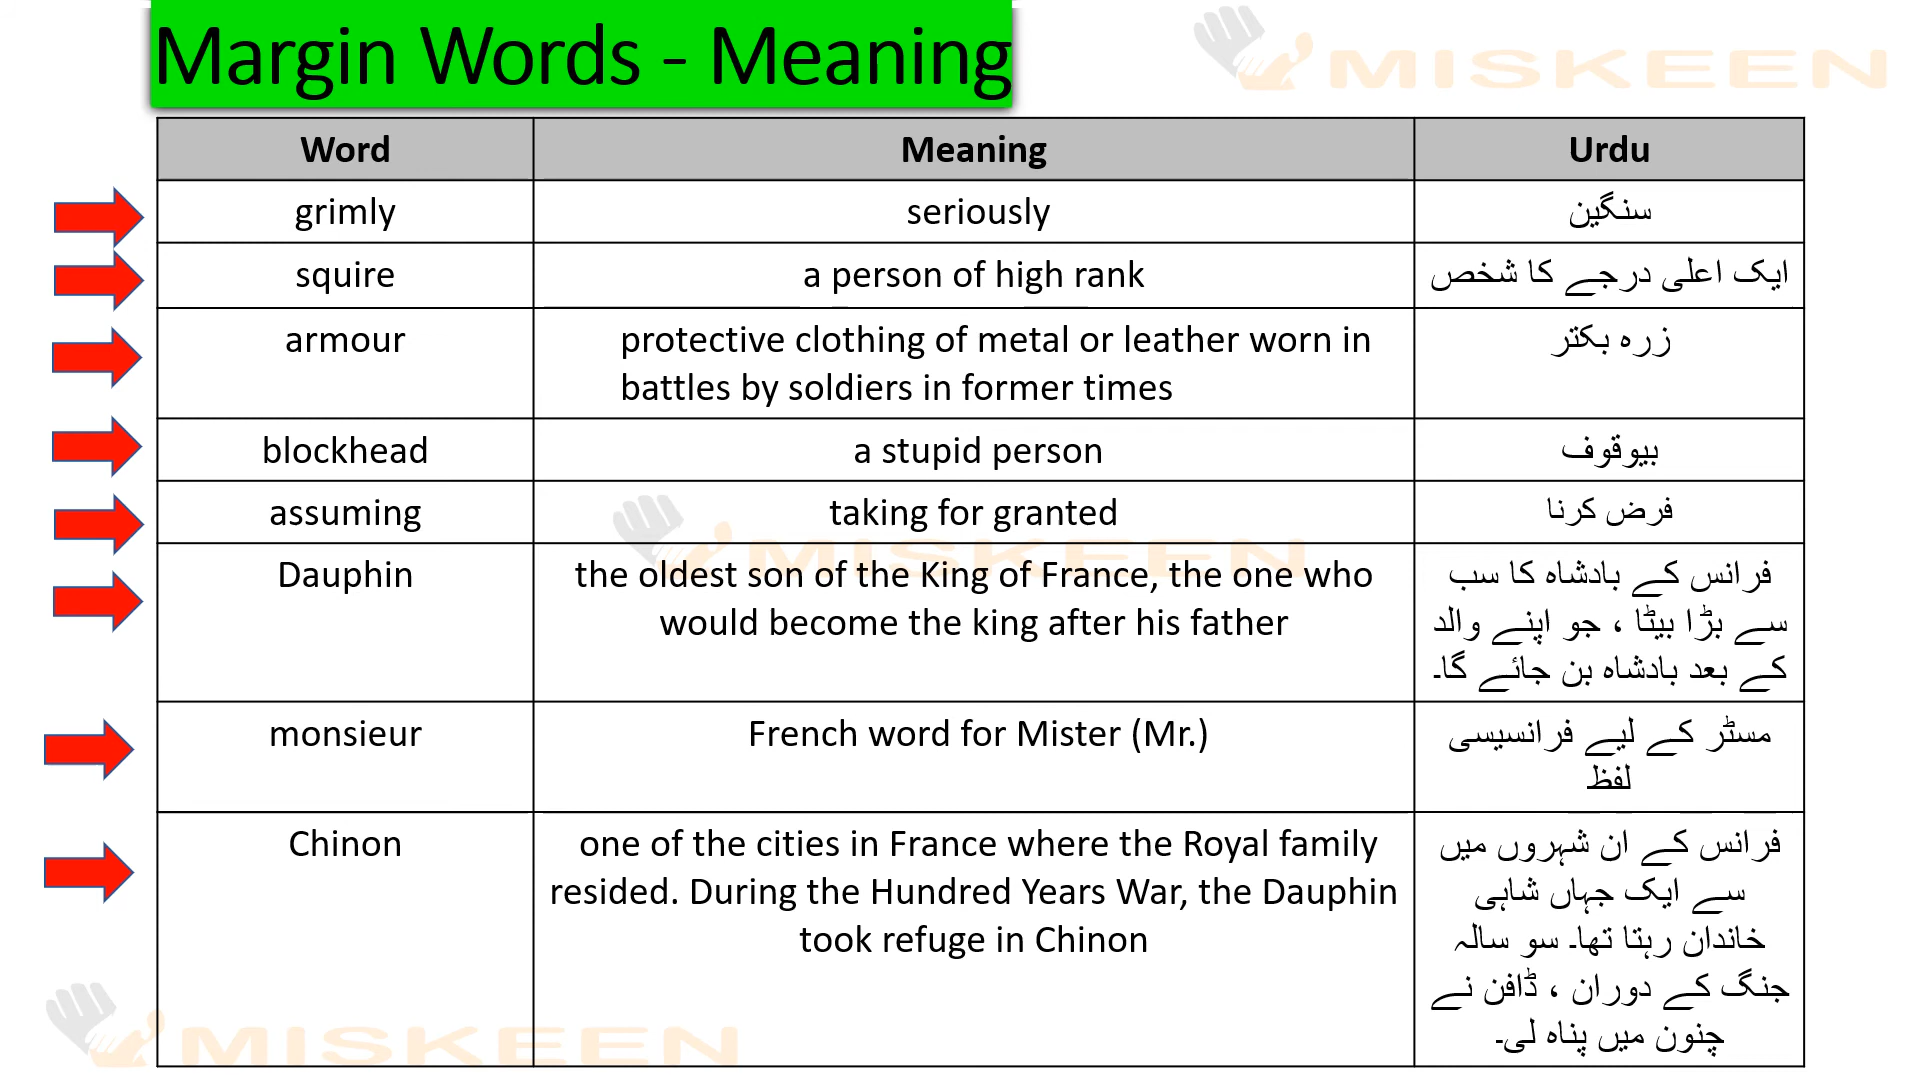 Margin Words - Meaning
MISKEEN
Word Meaning Urdu
grimly seriously سنگین
squire a person of high rank ایک اعلی درجے کا شخص
armour protective clothing of metal or leather worn in زرہ بکتر
battles by soldiers in former times
blockhead a stupid person بیوقوف
assuming taking for granted فرض کرنا
MISKEEN
Dauphin the oldest son of the King of France, the one who فرانس کے بادشاہ کا سب
would become the king after his father سے بڑا بیٹا ، جو اپنے والد
کے بعد بادشاہ بن جائے گا۔
monsieur French word for Mister (Mr.) مسٹر کے لیے فرانسیسی
لفظ
Chinon one of the cities in France where the Royal family فرانس کے ان شہروں میں
resided. During the Hundred Years War, the Dauphin سے ایک جہاں شاہی
took refuge in Chinon خاندان رہتا تھا۔ سو سالہ
جنگ کے دوران ، ڈافن نے
چنون میں پناہ لی۔
MISKEEN